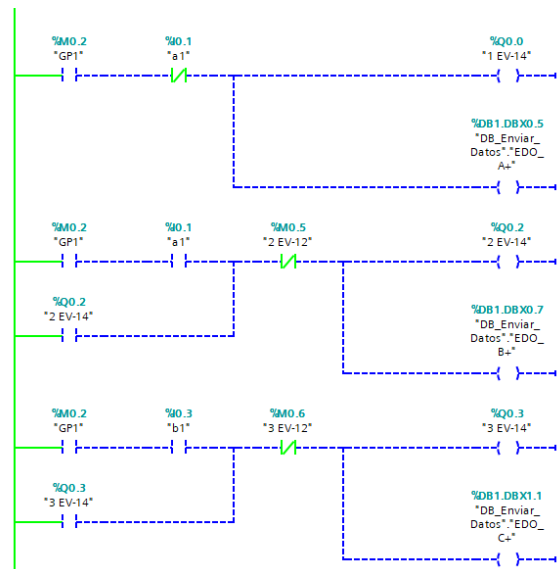 %M0.2 %I0.1 %Q0.0
"GP1" "a1" "1 EV-14"
%DB1.DBX0.5
"DB_Enviar_
Datos"."EDO_
A+"
%M0.2 %I0.1 %M0.5 %Q0.2
"GP1" "a1" "2 EV-12" "2 EV-14"
%Q0.2
"2 EV-14"
%DB1.DBX0.7
"DB_Enviar_
Datos"."EDO_
B+"
%M0.2 %I0.3 %M0.6 %Q0.3
"GP1" "b1" "3 EV-12" "3 EV-14"
%Q0.3
"3 EV-14"
%DB1.DBX1.1
"DB_Enviar_
Datos"."EDO_
C+"